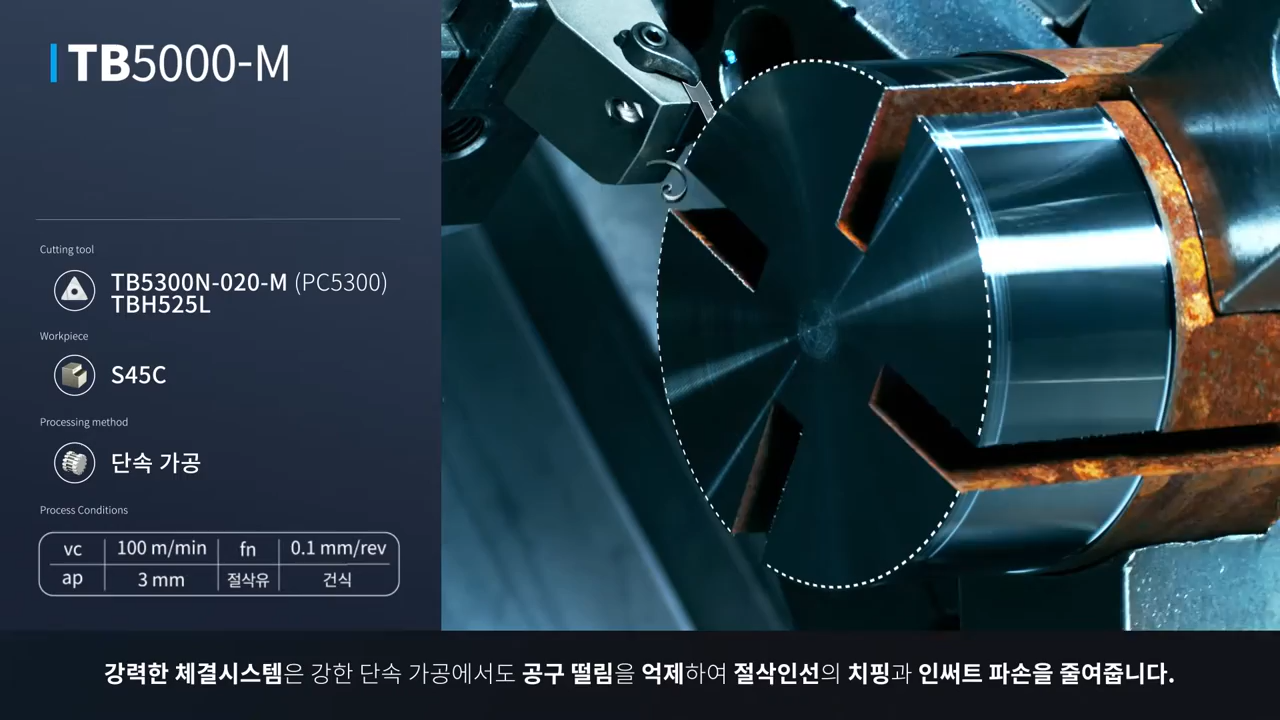 TB5000-M
Cutting tool
TB5300N-020-M (PC5300)
TBH525L
Workpiece
S45C
Processing method
단속 가공
Process Conditions
vc 100 m/min fn 0.1 mm/rev
ap 3 mm 절삭유 건식
강력한 체결시스템은 강한 단속 가공에서도 공구 떨림을 억제하여 절삭인선의 치핑과 인써트 파손을 줄여줍니다.